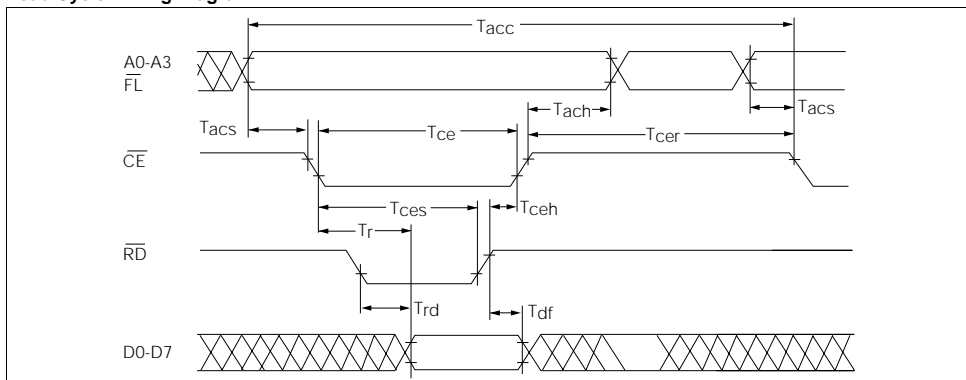 Tacc
A0-A3
FL
Tacs
Tach
Tacs
Tce
Tcer
CE
Tces
Tceh
Tr
RD
Trd
Tdf
D0-D7